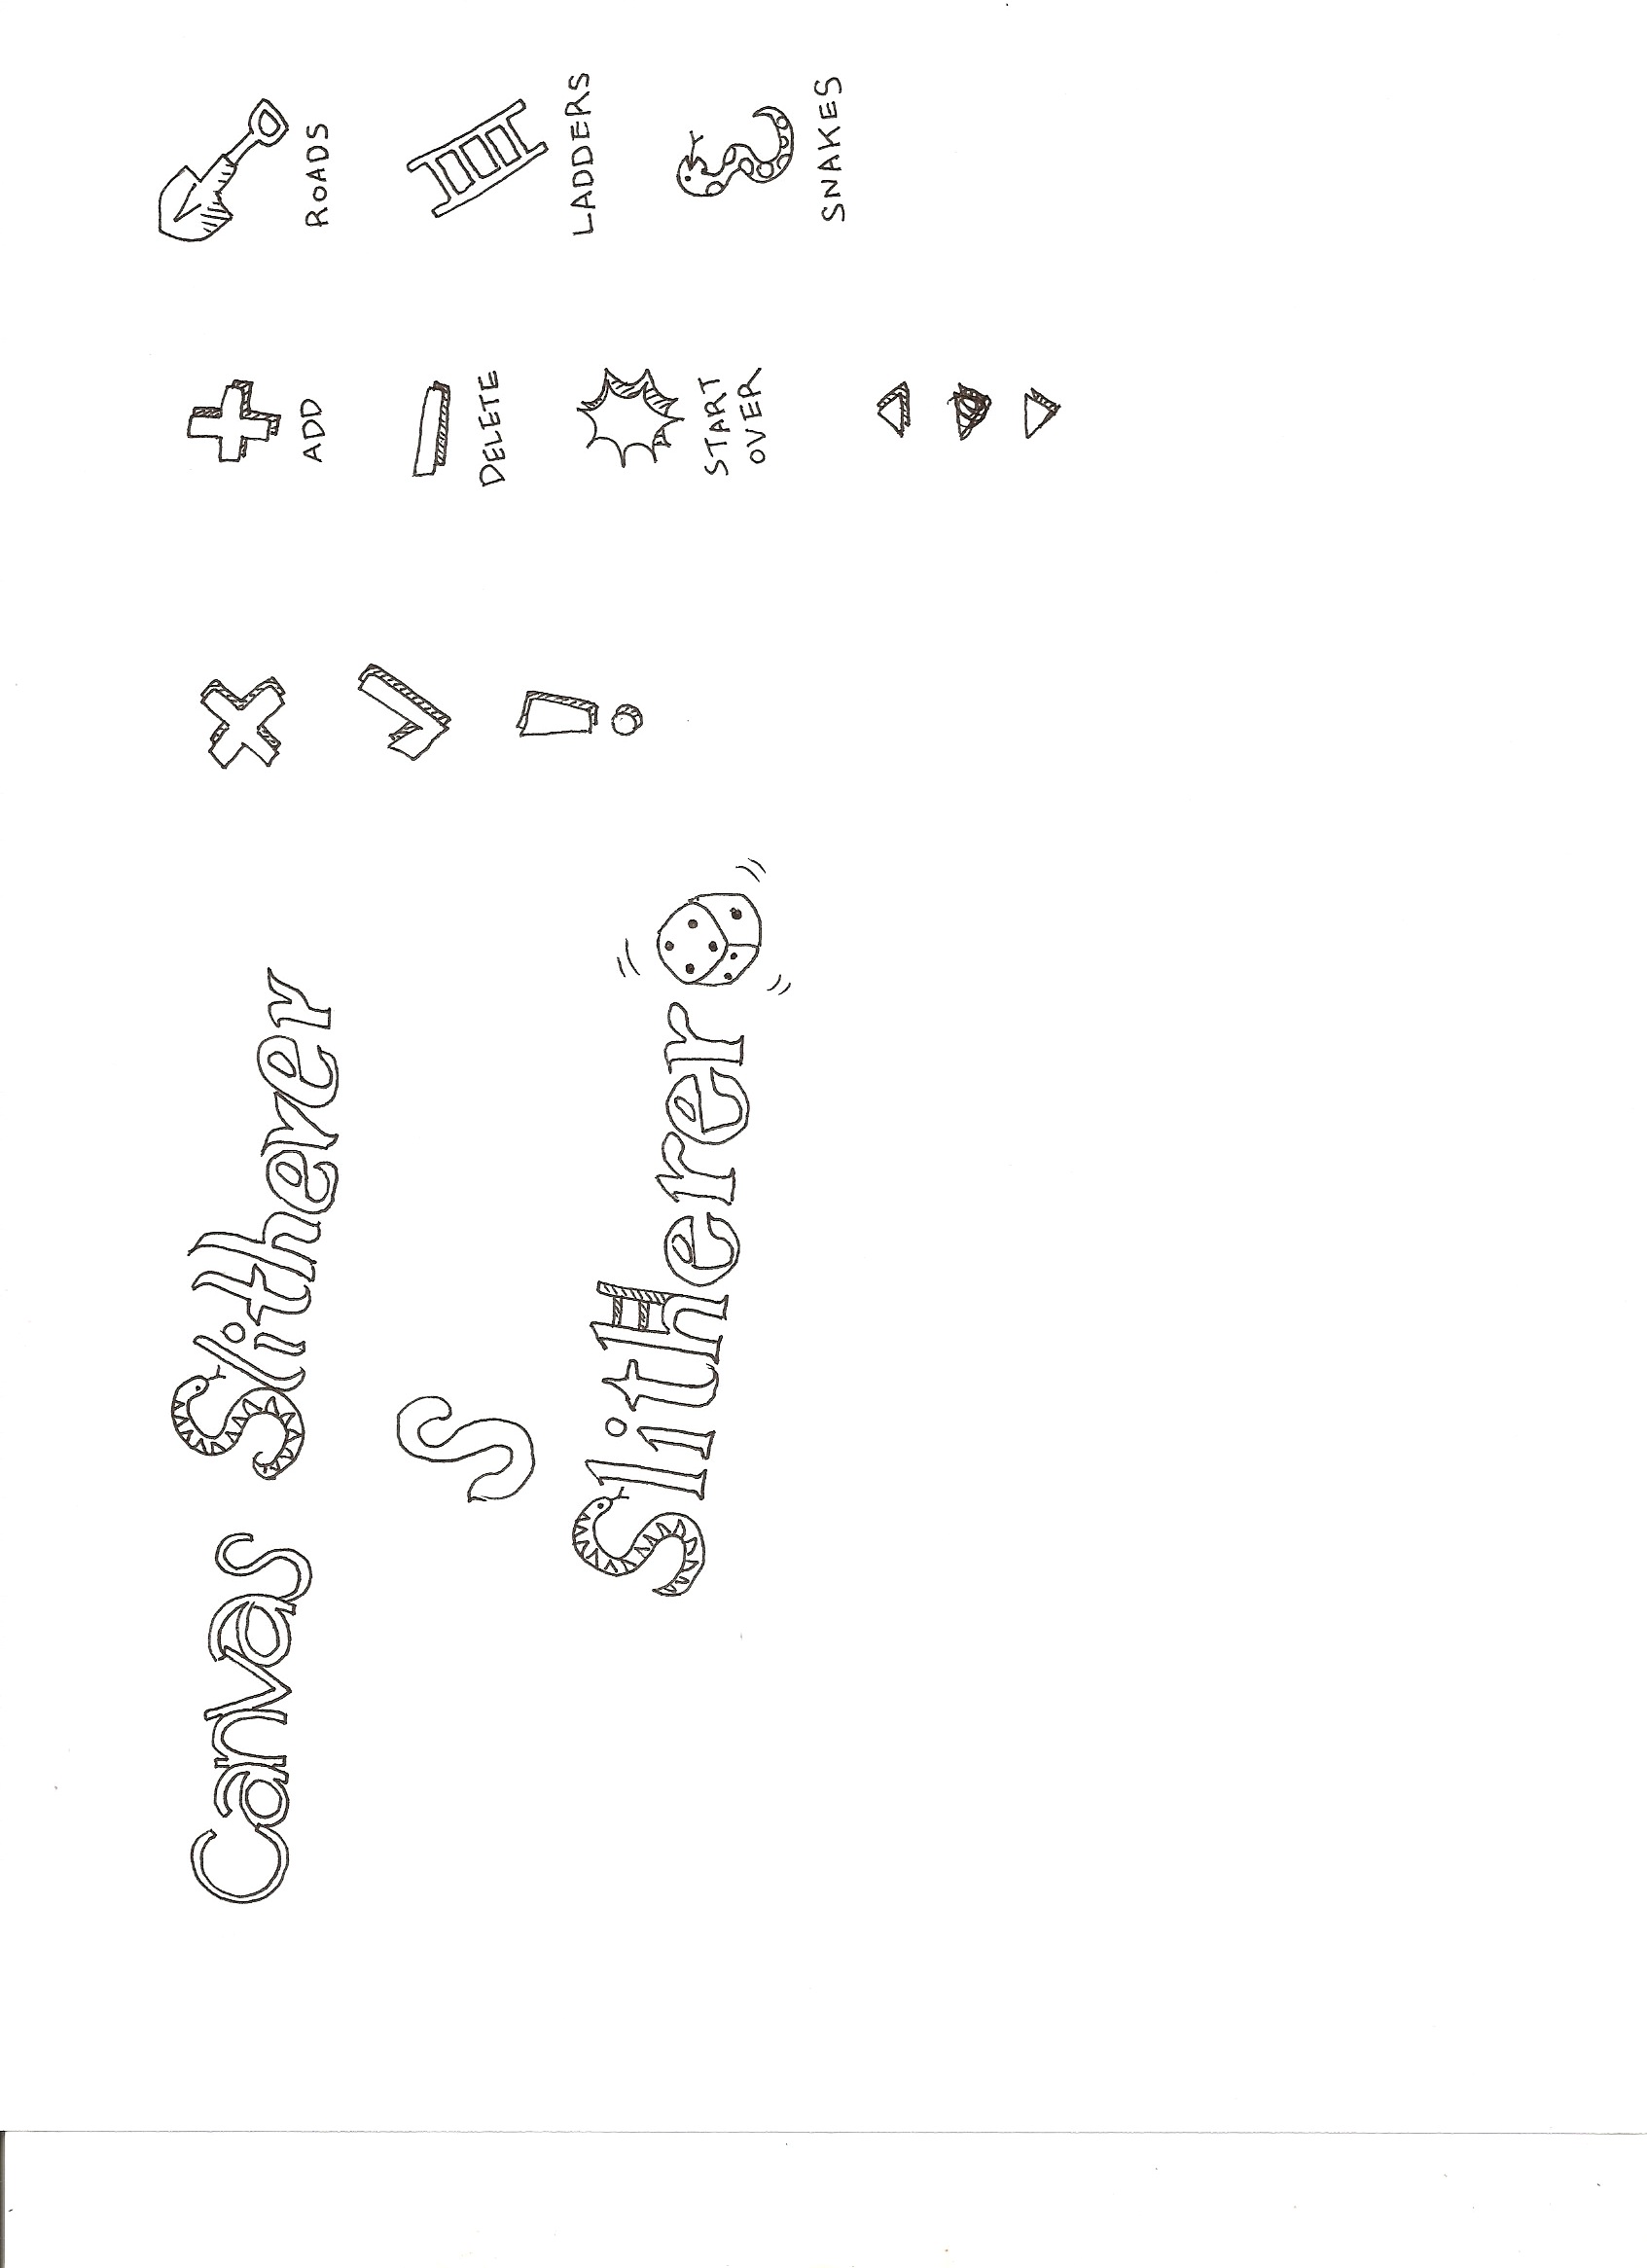 Canvas Slitherer
S
Slitherer
!
ADD
DELETE
START
OVER
ROADS
LADDERS
SNAKES